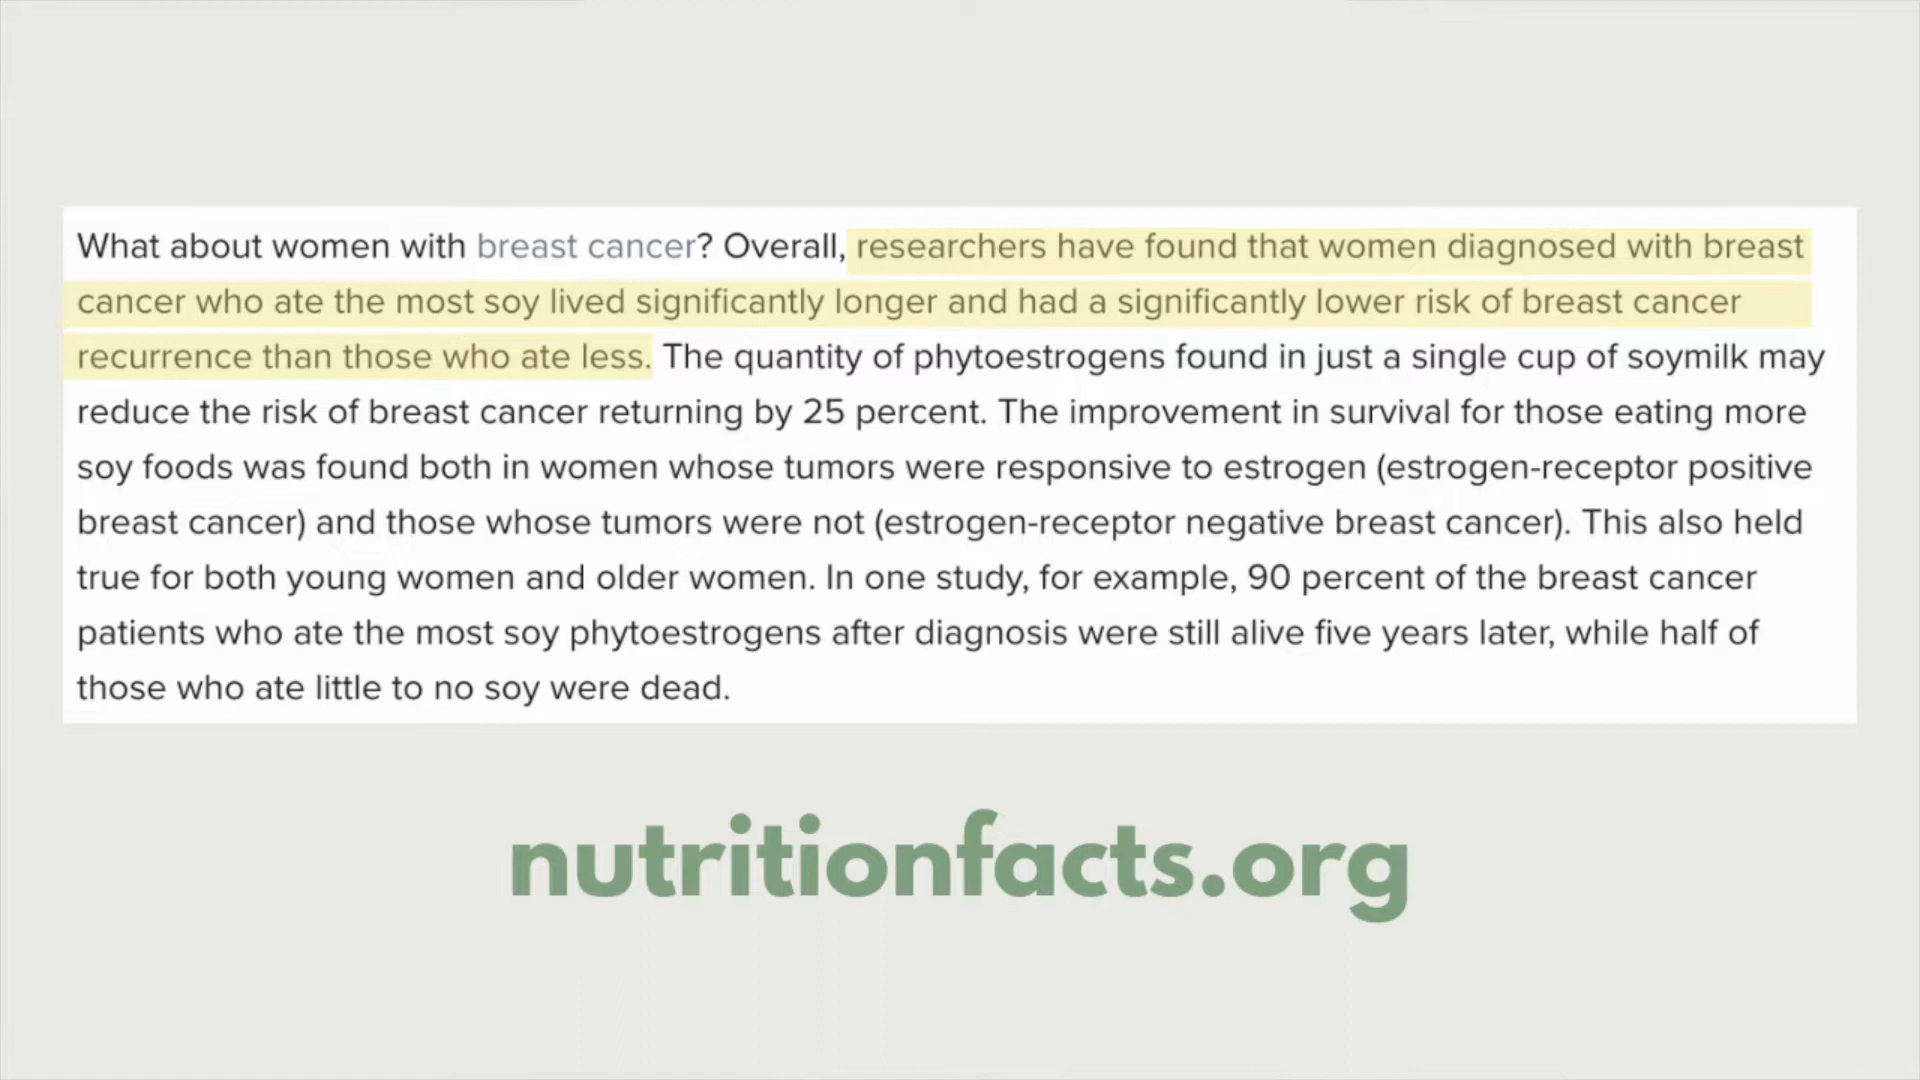 What about women with breast cancer? Overall, researchers have found that women diagnosed with breast
cancer who ate the most soy lived significantly longer and had a significantly lower risk of breast cancer
recurrence than those who ate less. The quantity of phytoestrogens found in just a single cup of soymilk may
reduce the risk of breast cancer returning by 25 percent. The improvement in survival for those eating more
soy foods was found both in women whose tumors were responsive to estrogen (estrogen-receptor positive
breast cancer) and those whose tumors were not (estrogen-receptor negative breast cancer). This also held
true for both young women and older women. In one study, for example, 90 percent of the breast cancer
patients who ate the most soy phytoestrogens after diagnosis were still alive five years later, while half of
those who ate little to no soy were dead.
nutritionfacts.org